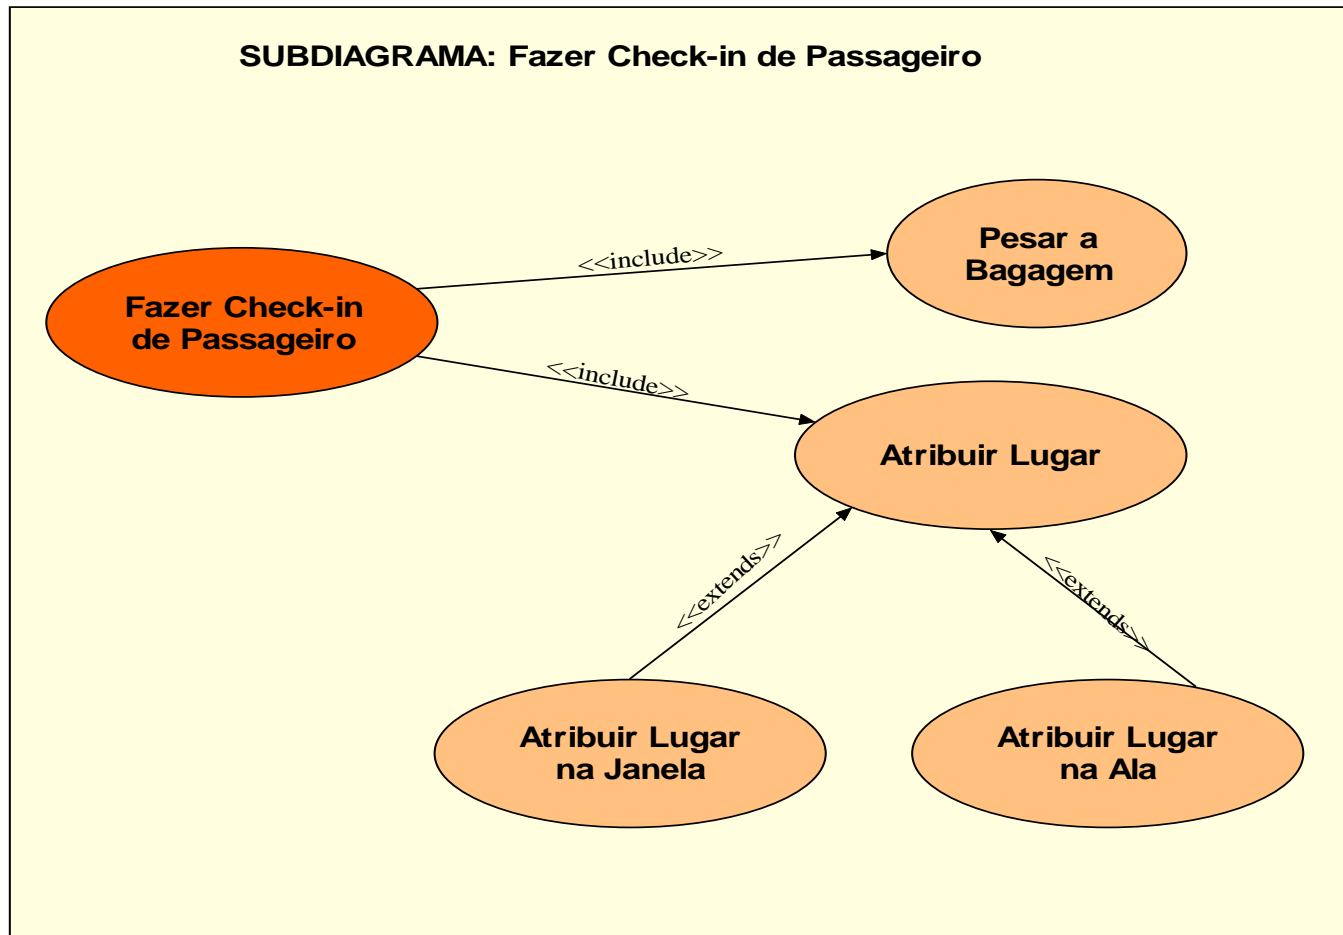 SUBDIAGRAMA: Fazer Check-in de Passageiro
Pesar a
Bagagem
<<include>>
Fazer Check-in
de Passageiro
<<include>>
Atribuir Lugar
<<extends>>
<<extends>>
Atribuir Lugar
na Janela
Atribuir Lugar
na Ala